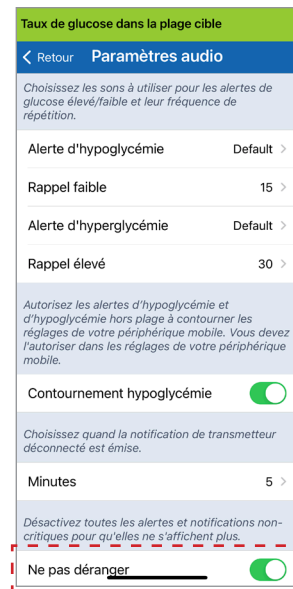 Taux de glucose dans la plage cible
Retour Paramètres audio
Choisissez les sons à utiliser pour les alertes de
glucose élevé/faible et leur fréquence de
répétition.
Alerte d'hypoglycémie Default
Rappel faible 15
Alerte d'hyperglycémie Default
Rappel élevé 30
Autorisez les alertes d'hypoglycémie et
d'hypoglycémie hors plage à contourner les
réglages de votre périphérique mobile. Vous devez
l'autoriser dans les réglages de votre périphérique
mobile.
Contournement hypoglycémie
Choisissez quand la notification de transmetteur
déconnecté est émise.
Minutes 5
Désactivez toutes les alertes et notifications non-
critiques pour qu'elles ne s'affichent plus.
Ne pas déranger